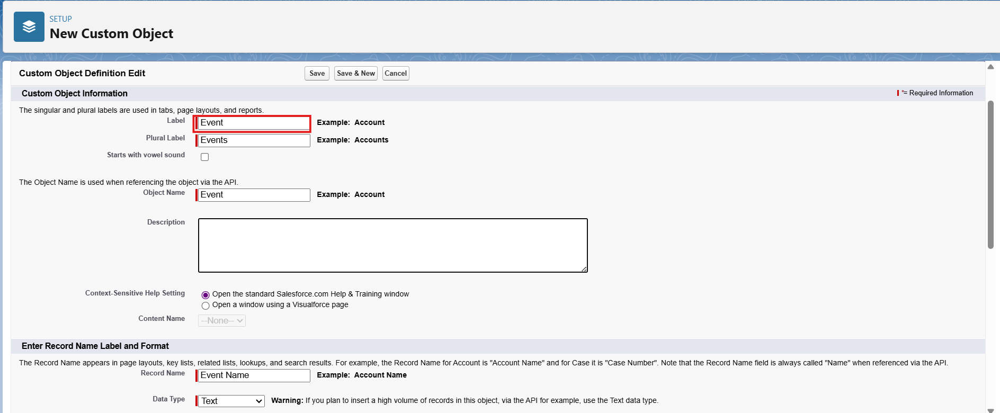 SETUP
New Custom Object
Custom Object Definition Edit Save Save & New Cancel
Custom Object Information *= Required Information
The singular and plural labels are used in tabs, page layouts, and reports.
Label Event Example: Account
Plural Label Events Example: Accounts
Starts with vowel sound
The Object Name is used when referencing the object via the API.
Object Name Event Example: Account
Description
Context-Sensitive Help Setting Open the standard Salesforce.com Help & Training window
Open a window using a Visualforce page
Content Name --None--
Enter Record Name Label and Format
The Record Name appears in page layouts, key lists, related lists, lookups, and search results. For example, the Record Name for Account is "Account Name" and for Case it is "Case Number". Note that the Record Name field is always called "Name" when referenced via the API.
Record Name Event Name Example: Account Name
Data Type Text Warning: If you plan to insert a high volume of records in this object, via the API for example, use the Text data type.